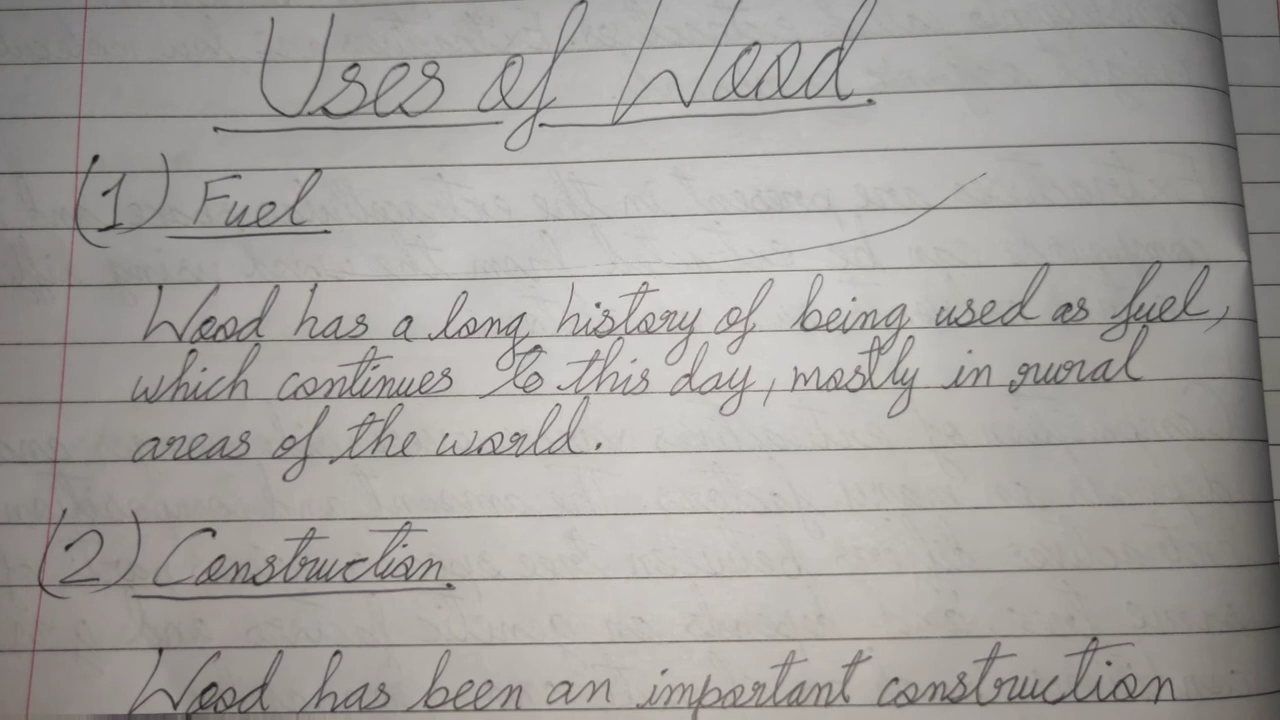 Uses of Wood.
(1) Fuel
Wood has a long history of being used as fuel,
which continues to this day, mostly in rural
areas of the world.
(2) Construction.
Wood has been an important construction